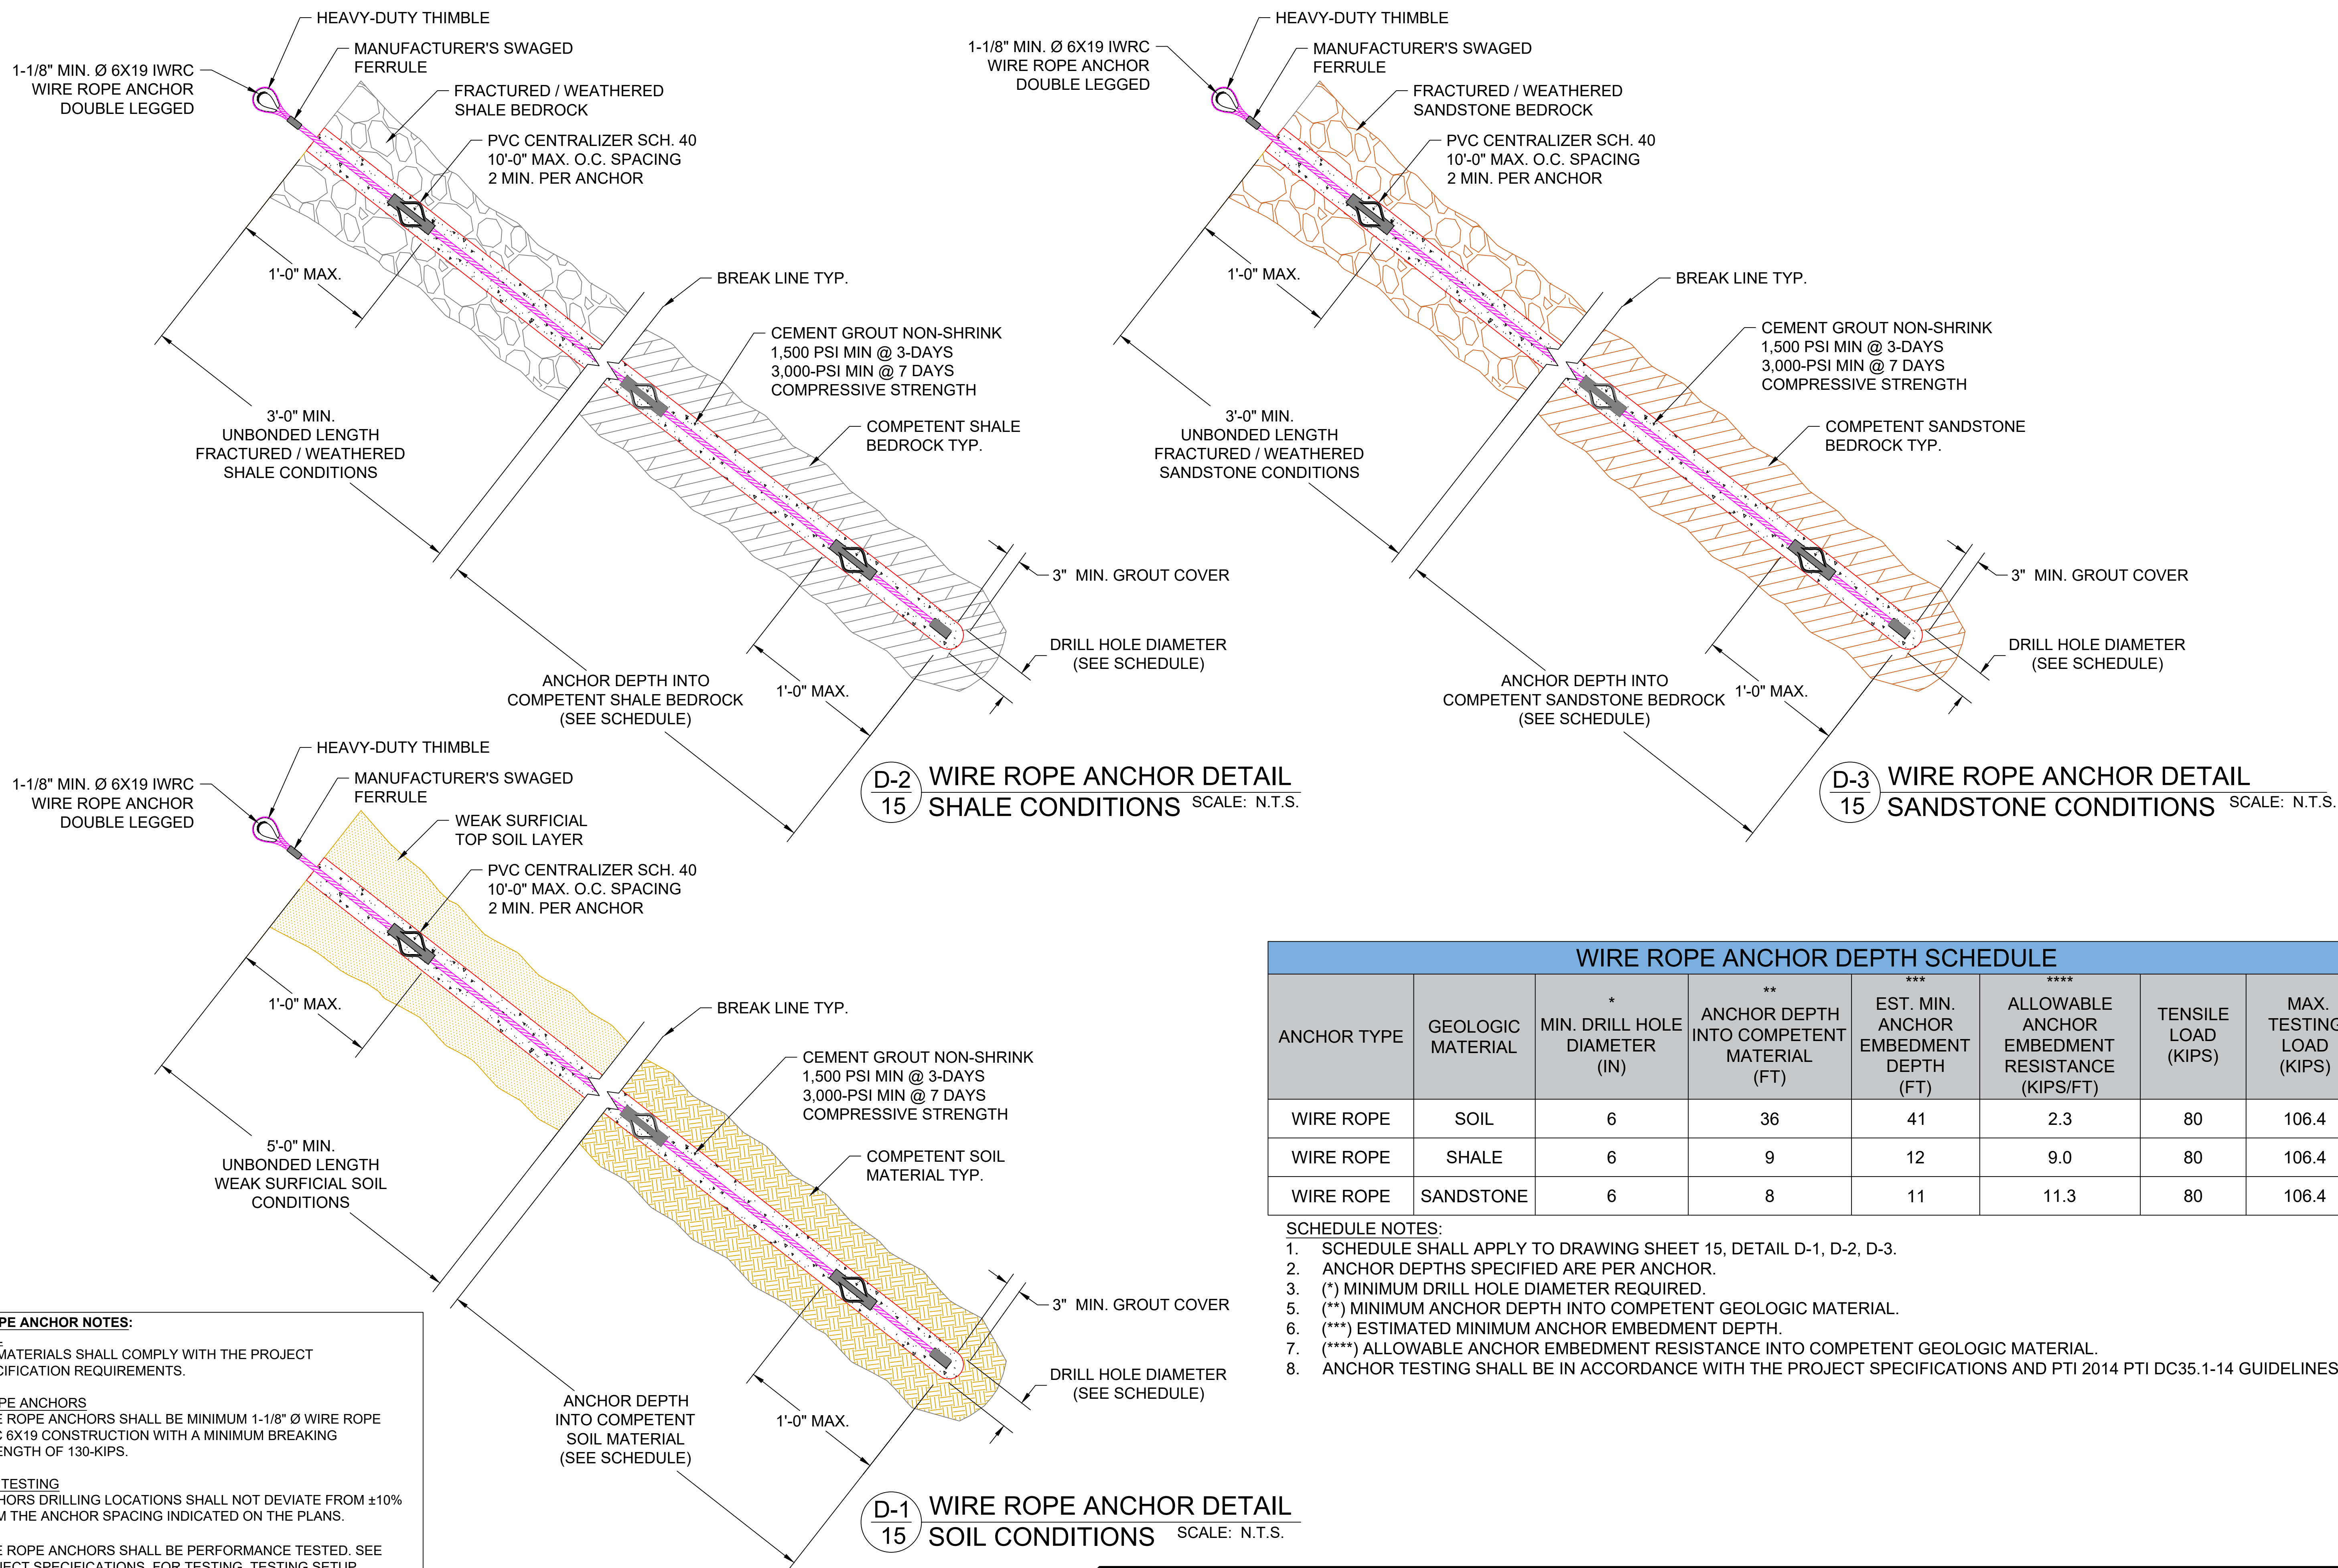 HEAVY-DUTY THIMBLE
MANUFACTURER'S SWAGED
FERRULE
1-1/8" MIN. Ø 6X19 IWRC
WIRE ROPE ANCHOR
DOUBLE LEGGED
FRACTURED / WEATHERED
SHALE BEDROCK
PVC CENTRALIZER SCH. 40
10'-0" MAX. O.C. SPACING
2 MIN. PER ANCHOR
1'-0" MAX.
BREAK LINE TYP.
CEMENT GROUT NON-SHRINK
1,500 PSI MIN @ 3-DAYS
3,000-PSI MIN @ 7 DAYS
COMPRESSIVE STRENGTH
3'-0" MIN.
UNBONDED LENGTH
FRACTURED / WEATHERED
SHALE CONDITIONS
COMPETENT SHALE
BEDROCK TYP.
3" MIN. GROUT COVER
DRILL HOLE DIAMETER
(SEE SCHEDULE)
ANCHOR DEPTH INTO
COMPETENT SHALE BEDROCK
(SEE SCHEDULE)
1'-0" MAX.
D-2
15
WIRE ROPE ANCHOR DETAIL
SHALE CONDITIONS SCALE: N.T.S.
HEAVY-DUTY THIMBLE
MANUFACTURER'S SWAGED
FERRULE
1-1/8" MIN. Ø 6X19 IWRC
WIRE ROPE ANCHOR
DOUBLE LEGGED
FRACTURED / WEATHERED
SANDSTONE BEDROCK
PVC CENTRALIZER SCH. 40
10'-0" MAX. O.C. SPACING
2 MIN. PER ANCHOR
1'-0" MAX.
BREAK LINE TYP.
CEMENT GROUT NON-SHRINK
1,500 PSI MIN @ 3-DAYS
3,000-PSI MIN @ 7 DAYS
COMPRESSIVE STRENGTH
3'-0" MIN.
UNBONDED LENGTH
FRACTURED / WEATHERED
SANDSTONE CONDITIONS
COMPETENT SANDSTONE
BEDROCK TYP.
3" MIN. GROUT COVER
DRILL HOLE DIAMETER
(SEE SCHEDULE)
ANCHOR DEPTH INTO
COMPETENT SANDSTONE BEDROCK
(SEE SCHEDULE)
1'-0" MAX.
D-3
15
WIRE ROPE ANCHOR DETAIL
SANDSTONE CONDITIONS SCALE: N.T.S.
HEAVY-DUTY THIMBLE
MANUFACTURER'S SWAGED
FERRULE
1-1/8" MIN. Ø 6X19 IWRC
WIRE ROPE ANCHOR
DOUBLE LEGGED
WEAK SURFICIAL
TOP SOIL LAYER
PVC CENTRALIZER SCH. 40
10'-0" MAX. O.C. SPACING
2 MIN. PER ANCHOR
1'-0" MAX.
BREAK LINE TYP.
CEMENT GROUT NON-SHRINK
1,500 PSI MIN @ 3-DAYS
3,000-PSI MIN @ 7 DAYS
COMPRESSIVE STRENGTH
5'-0" MIN.
UNBONDED LENGTH
WEAK SURFICIAL SOIL
CONDITIONS
COMPETENT SOIL
MATERIAL TYP.
3" MIN. GROUT COVER
DRILL HOLE DIAMETER
(SEE SCHEDULE)
ANCHOR DEPTH
INTO COMPETENT
SOIL MATERIAL
(SEE SCHEDULE)
1'-0" MAX.
D-1
15
WIRE ROPE ANCHOR DETAIL
SOIL CONDITIONS SCALE: N.T.S.
WIRE ROPE ANCHOR DEPTH SCHEDULE
ANCHOR TYPE
GEOLOGIC
MATERIAL
*
MIN. DRILL HOLE
DIAMETER
(IN)
**
ANCHOR DEPTH
INTO COMPETENT
MATERIAL
(FT)
***
EST. MIN.
ANCHOR
EMBEDMENT
DEPTH
(FT)
****
ALLOWABLE
ANCHOR
EMBEDMENT
RESISTANCE
(KIPS/FT)
TENSILE
LOAD
(KIPS)
MAX.
TESTING
LOAD
(KIPS)
WIRE ROPE SOIL 6 36 41 2.3 80 106.4
WIRE ROPE SHALE 6 9 12 9.0 80 106.4
WIRE ROPE SANDSTONE 6 8 11 11.3 80 106.4
SCHEDULE NOTES:
1. SCHEDULE SHALL APPLY TO DRAWING SHEET 15, DETAIL D-1, D-2, D-3.
2. ANCHOR DEPTHS SPECIFIED ARE PER ANCHOR.
3. (*) MINIMUM DRILL HOLE DIAMETER REQUIRED.
5. (**) MINIMUM ANCHOR DEPTH INTO COMPETENT GEOLOGIC MATERIAL.
6. (***) ESTIMATED MINIMUM ANCHOR EMBEDMENT DEPTH.
7. (****) ALLOWABLE ANCHOR EMBEDMENT RESISTANCE INTO COMPETENT GEOLOGIC MATERIAL.
8. ANCHOR TESTING SHALL BE IN ACCORDANCE WITH THE PROJECT SPECIFICATIONS AND PTI 2014 PTI DC35.1-14 GUIDELINES
ANCHOR NOTES:
MATERIALS SHALL COMPLY WITH THE PROJECT
REQUIREMENTS.
ANCHORS
ROPE ANCHORS SHALL BE MINIMUM 1-1/8" Ø WIRE ROPE
6X19 CONSTRUCTION WITH A MINIMUM BREAKING
OF 130-KIPS.
TESTING
DRILLING LOCATIONS SHALL NOT DEVIATE FROM ±10%
THE ANCHOR SPACING INDICATED ON THE PLANS.
ROPE ANCHORS SHALL BE PERFORMANCE TESTED. SEE
SPECIFICATIONS FOR TESTING, TESTING SETUP